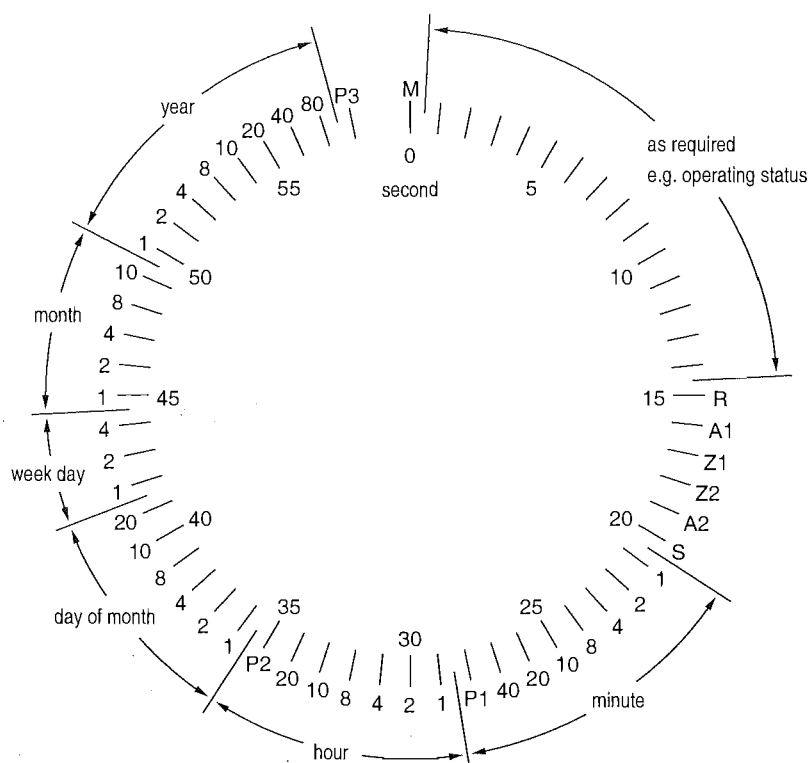 M
0
second
5
as required
e.g. operating status
10
15 R
A1
Z1
Z2
A2
20 S
1
2
4
8
10
20
40
25
minute
P1
1
2
4
8
10
20
30
hour
P2
35
1
2
4
8
10
20
40
day of month
1
2
4
week day
1 45
2
4
8
10
month
1 50
2
4
8
10
20
40
80
55
year
P3